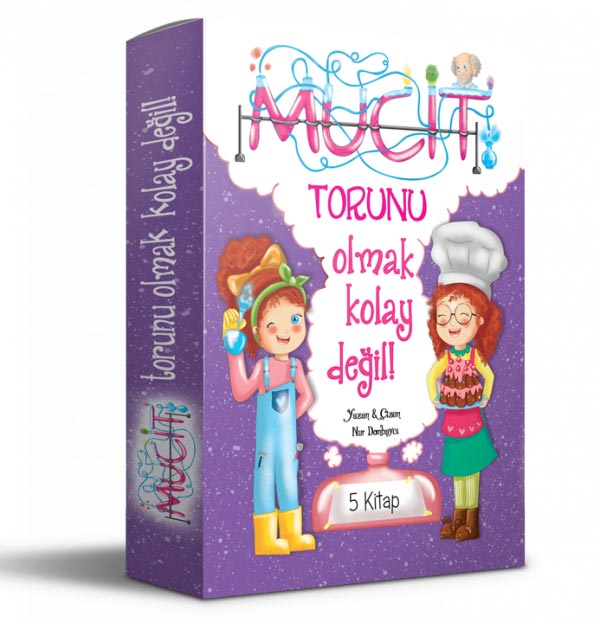 MUCİT
TORUNU
olmak
kolay
değil!
Yazan & Çizen
Nur Dombaycı
5 Kitap
MUCİT torunu olmak kolay değil!